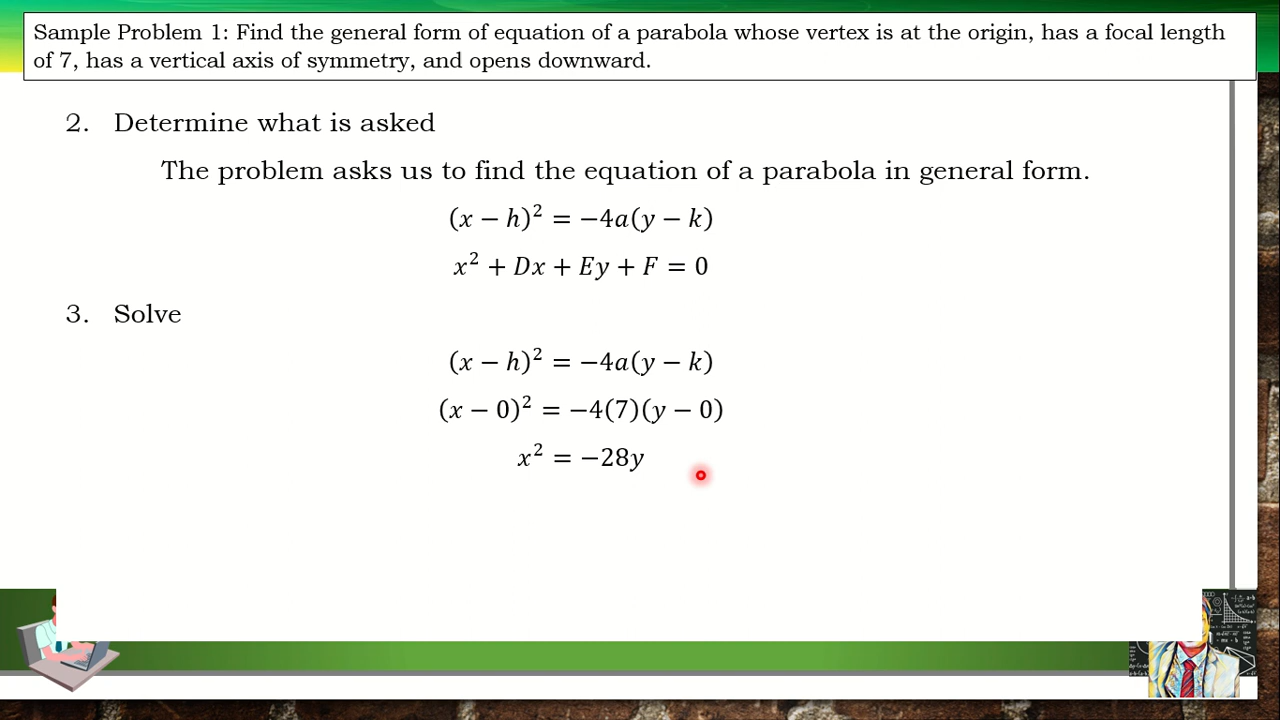 Sample Problem 1: Find the general form of equation of a parabola whose vertex is at the origin, has a focal length
of 7, has a vertical axis of symmetry, and opens downward.
2. Determine what is asked
The problem asks us to find the equation of a parabola in general form.
(x − h)² = −4a(y − k)
x² + Dx + Ey + F = 0
3. Solve
(x − h)² = −4a(y − k)
(x − 0)² = −4(7)(y − 0)
x² = −28y